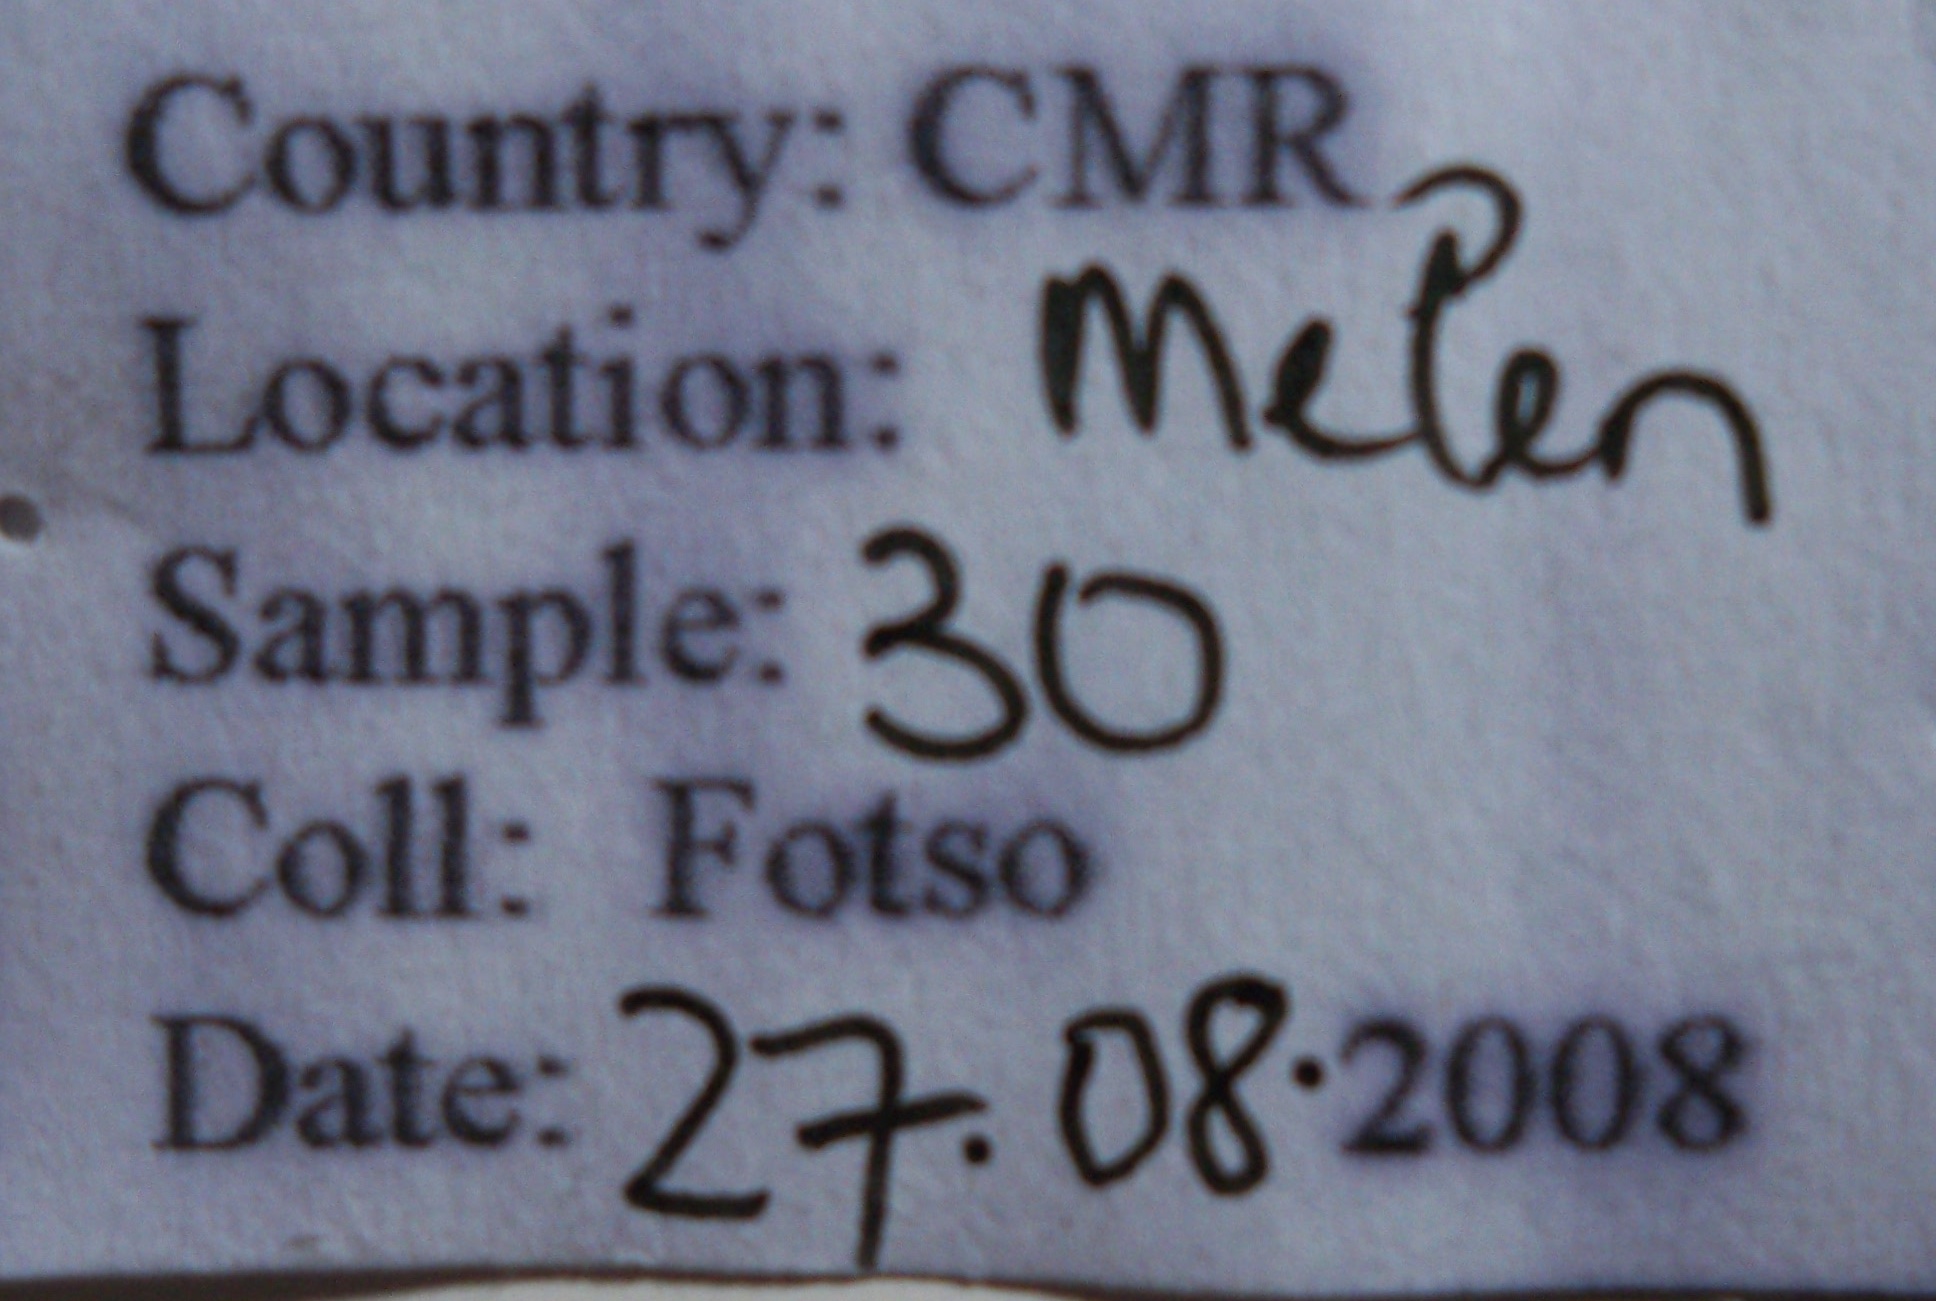 Country: CMR
Location: Melen
Sample: 30
Coll: Fotso
Date: 27.08.2008